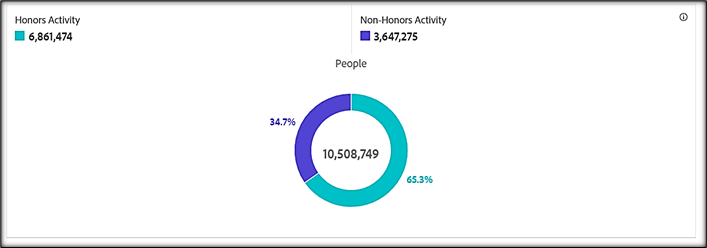 Honors Activity
6,861,474
Non-Honors Activity
3,647,275
People
34.7%
10,508,749
65.3%